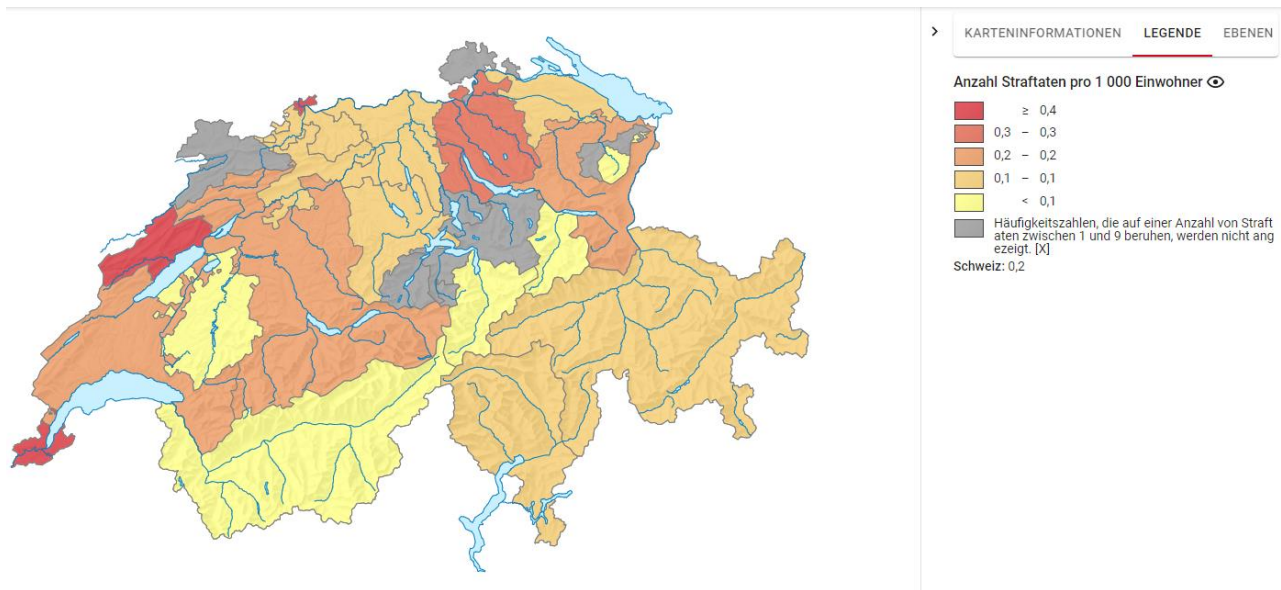 KARTENINFORMATIONEN LEGENDE EBENEN
Anzahl Straftaten pro 1 000 Einwohner
≥ 0,4
0,3 – 0,3
0,2 – 0,2
0,1 – 0,1
< 0,1
Häufigkeitszahlen, die auf einer Anzahl von Straft
aten zwischen 1 und 9 beruhen, werden nicht ang
ezeigt. [X]
Schweiz: 0,2